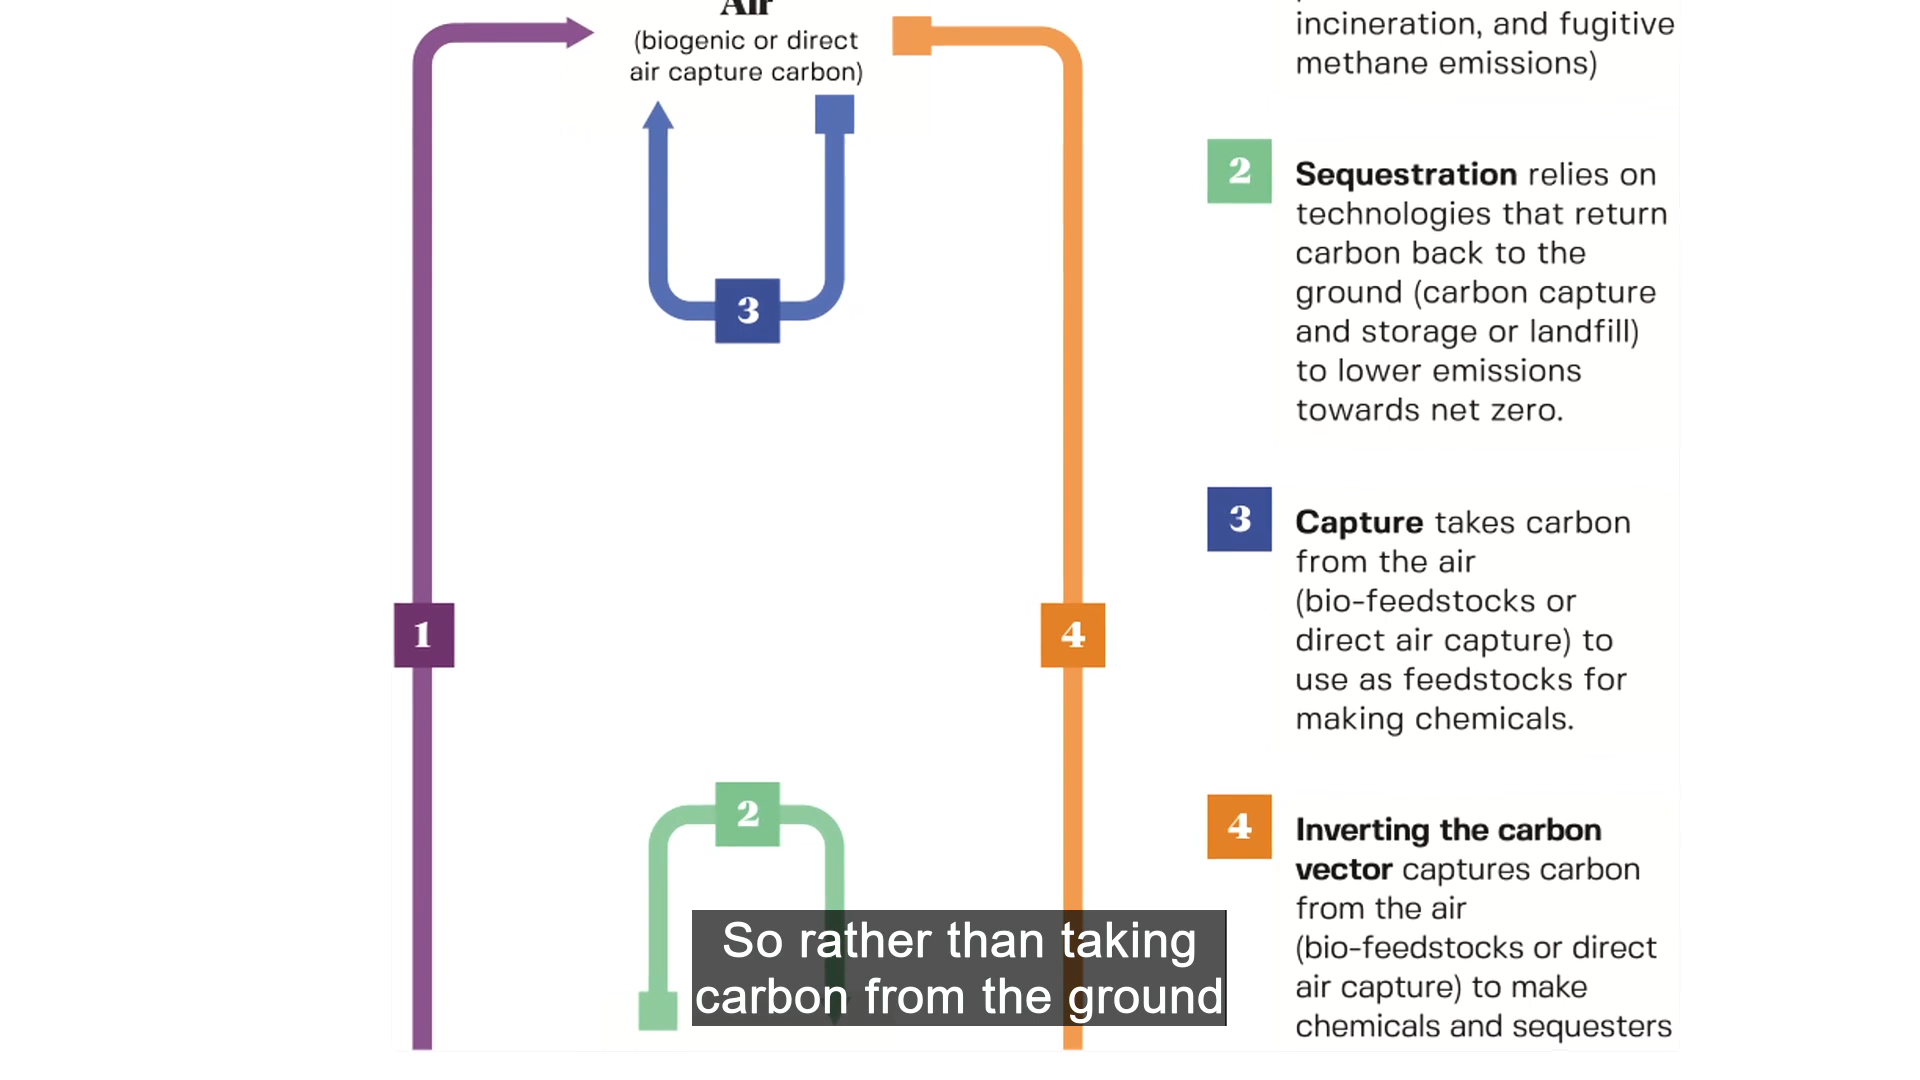 Air
(biogenic or direct
air capture carbon)
3
1
4
2
incineration, and fugitive
methane emissions)
2
Sequestration relies on
technologies that return
carbon back to the
ground (carbon capture
and storage or landfill)
to lower emissions
towards net zero.
3
Capture takes carbon
from the air
(bio-feedstocks or
direct air capture) to
use as feedstocks for
making chemicals.
4
Inverting the carbon
vector captures carbon
from the air
(bio-feedstocks or direct
air capture) to make
chemicals and sequesters
So rather than taking
carbon from the ground